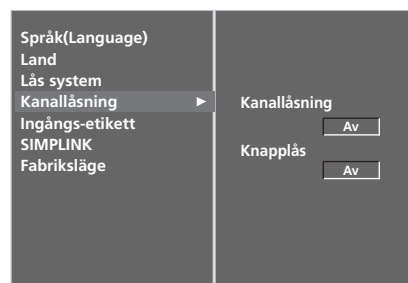 Språk(Language)
Land
Lås system
Kanallåsning ►
Ingångs-etikett
SIMPLINK
Fabriksläge
Kanallåsning
Av
Knapplås
Av